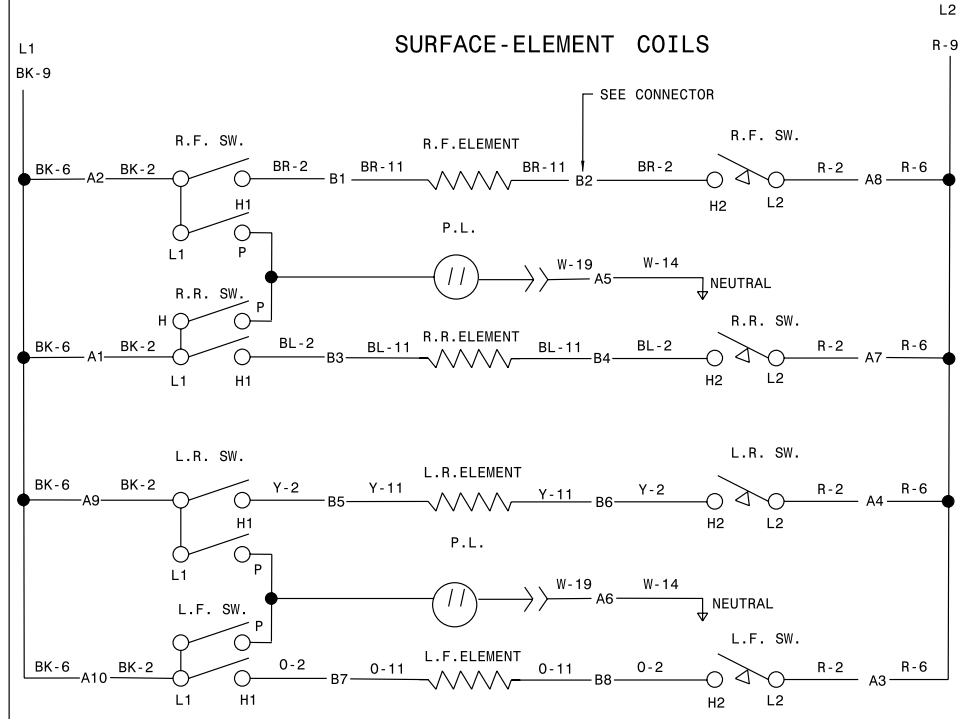 L2
L1
SURFACE-ELEMENT COILS
R-9
BK-9
SEE CONNECTOR
R.F. SW.
R.F.ELEMENT
R.F. SW.
BK-6 A2 BK-2 BR-2 B1 BR-11 BR-11 B2 BR-2 R-2 A8 R-6
H1 H2 L2
L1 P
P.L.
W-19 A5 W-14 NEUTRAL
R.R. SW.
H P
R.R.ELEMENT
R.R. SW.
BK-6 A1 BK-2 BL-2 B3 BL-11 BL-11 B4 BL-2 R-2 A7 R-6
L1 H1 H2 L2
L.R. SW.
L.R.ELEMENT
L.R. SW.
BK-6 A9 BK-2 Y-2 B5 Y-11 Y-11 B6 Y-2 R-2 A4 R-6
H1 H2 L2
P.L.
L1 P
W-19 A6 W-14 NEUTRAL
L.F. SW.
P
L.F.ELEMENT
L.F. SW.
BK-6 A10 BK-2 O-2 B7 O-11 O-11 B8 O-2 R-2 A3 R-6
L1 H1 H2 L2